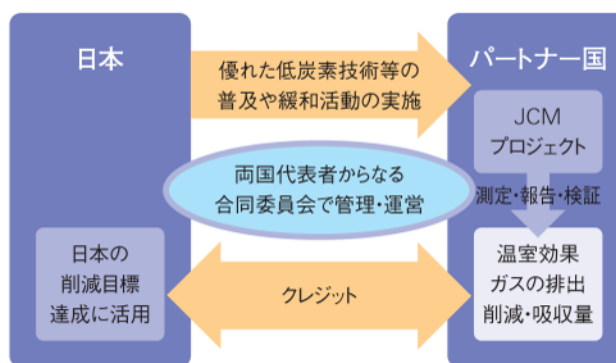 日本
優れた低炭素技術等の
普及や緩和活動の実施
パートナー国
JCM
プロジェクト
両国代表者からなる
合同委員会で管理・運営
測定・報告・検証
日本の
削減目標
達成に活用
クレジット
温室効果
ガスの排出
削減・吸収量